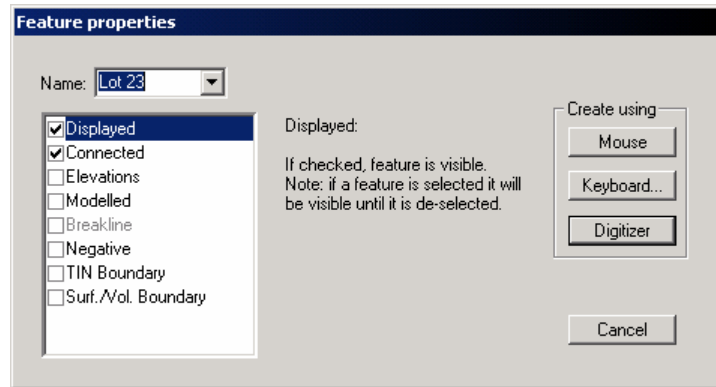 Feature properties
Name: Lot 23
Displayed
Connected
Elevations
Modelled
Breakline
Negative
TIN Boundary
Surf./Vol. Boundary
Displayed:
If checked, feature is visible.
Note: if a feature is selected it will
be visible until it is de-selected.
Create using
Mouse
Keyboard...
Digitizer
Cancel